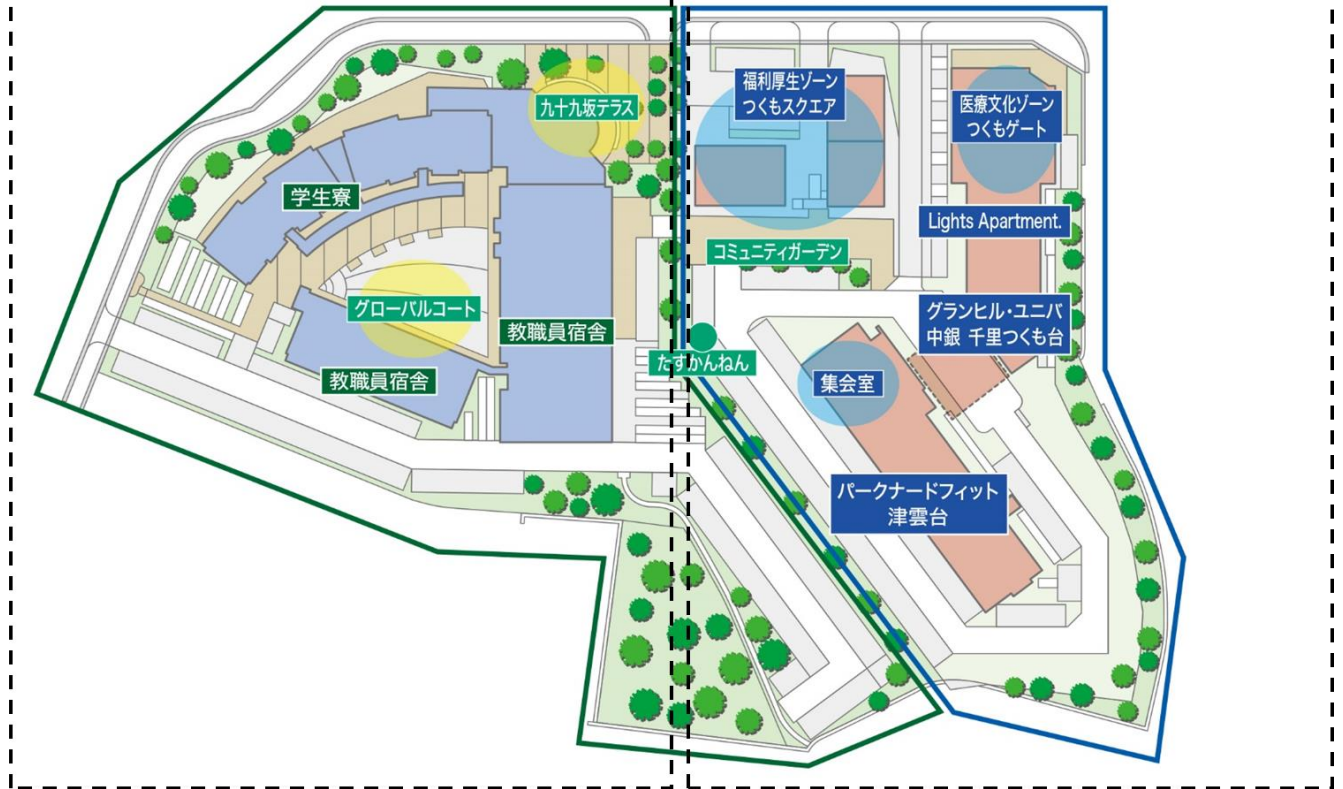 九十九坂テラス
学生寮
グローバルコート
教職員宿舎
教職員宿舎
福利厚生ゾーン
つくもスクエア
医療文化ゾーン
つくもゲート
Lights Apartment.
コミュニティガーデン
グランヒル・ユニバ
中銀 千里つくも台
たすかんねん
集会室
パークナードフィット
津雲台